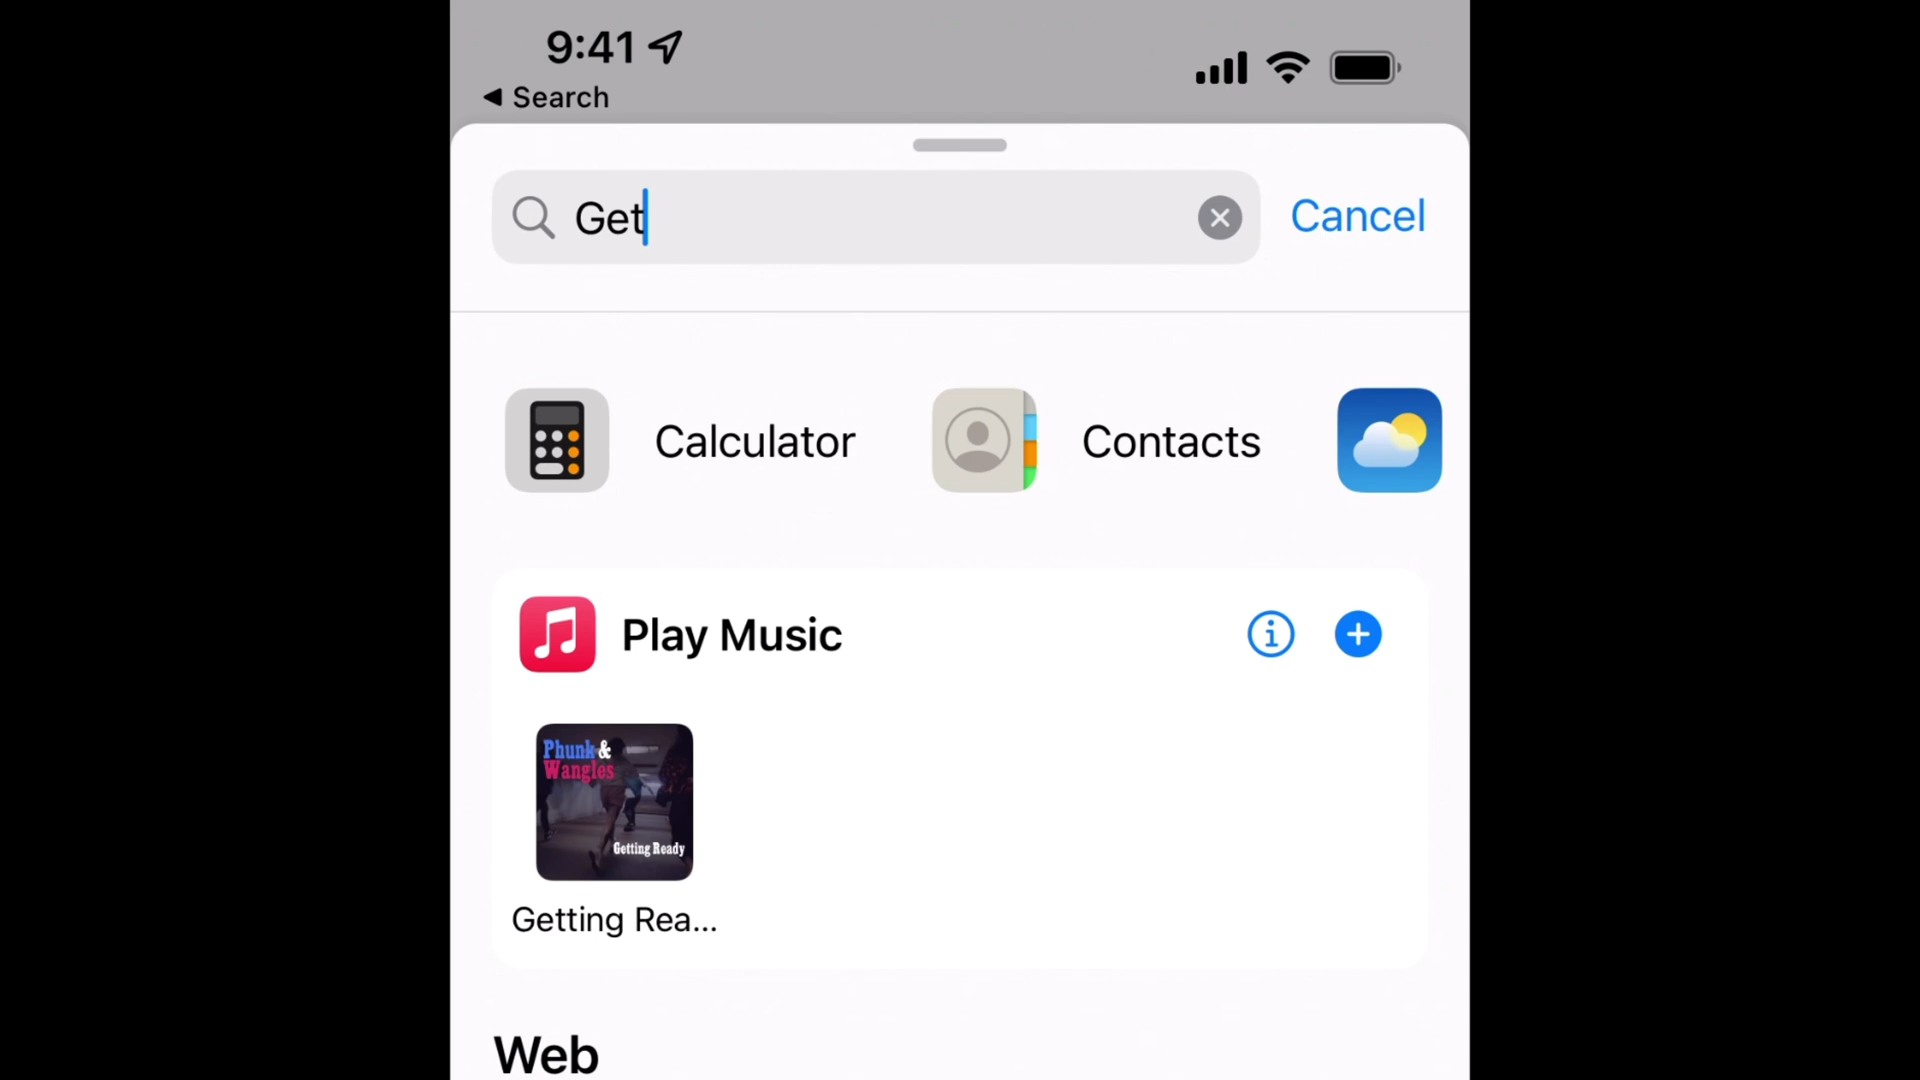 9:41
Search
Get
Cancel
Calculator
Contacts
Play Music
Phunk &
Wangles
Getting Ready
Getting Rea...
Web